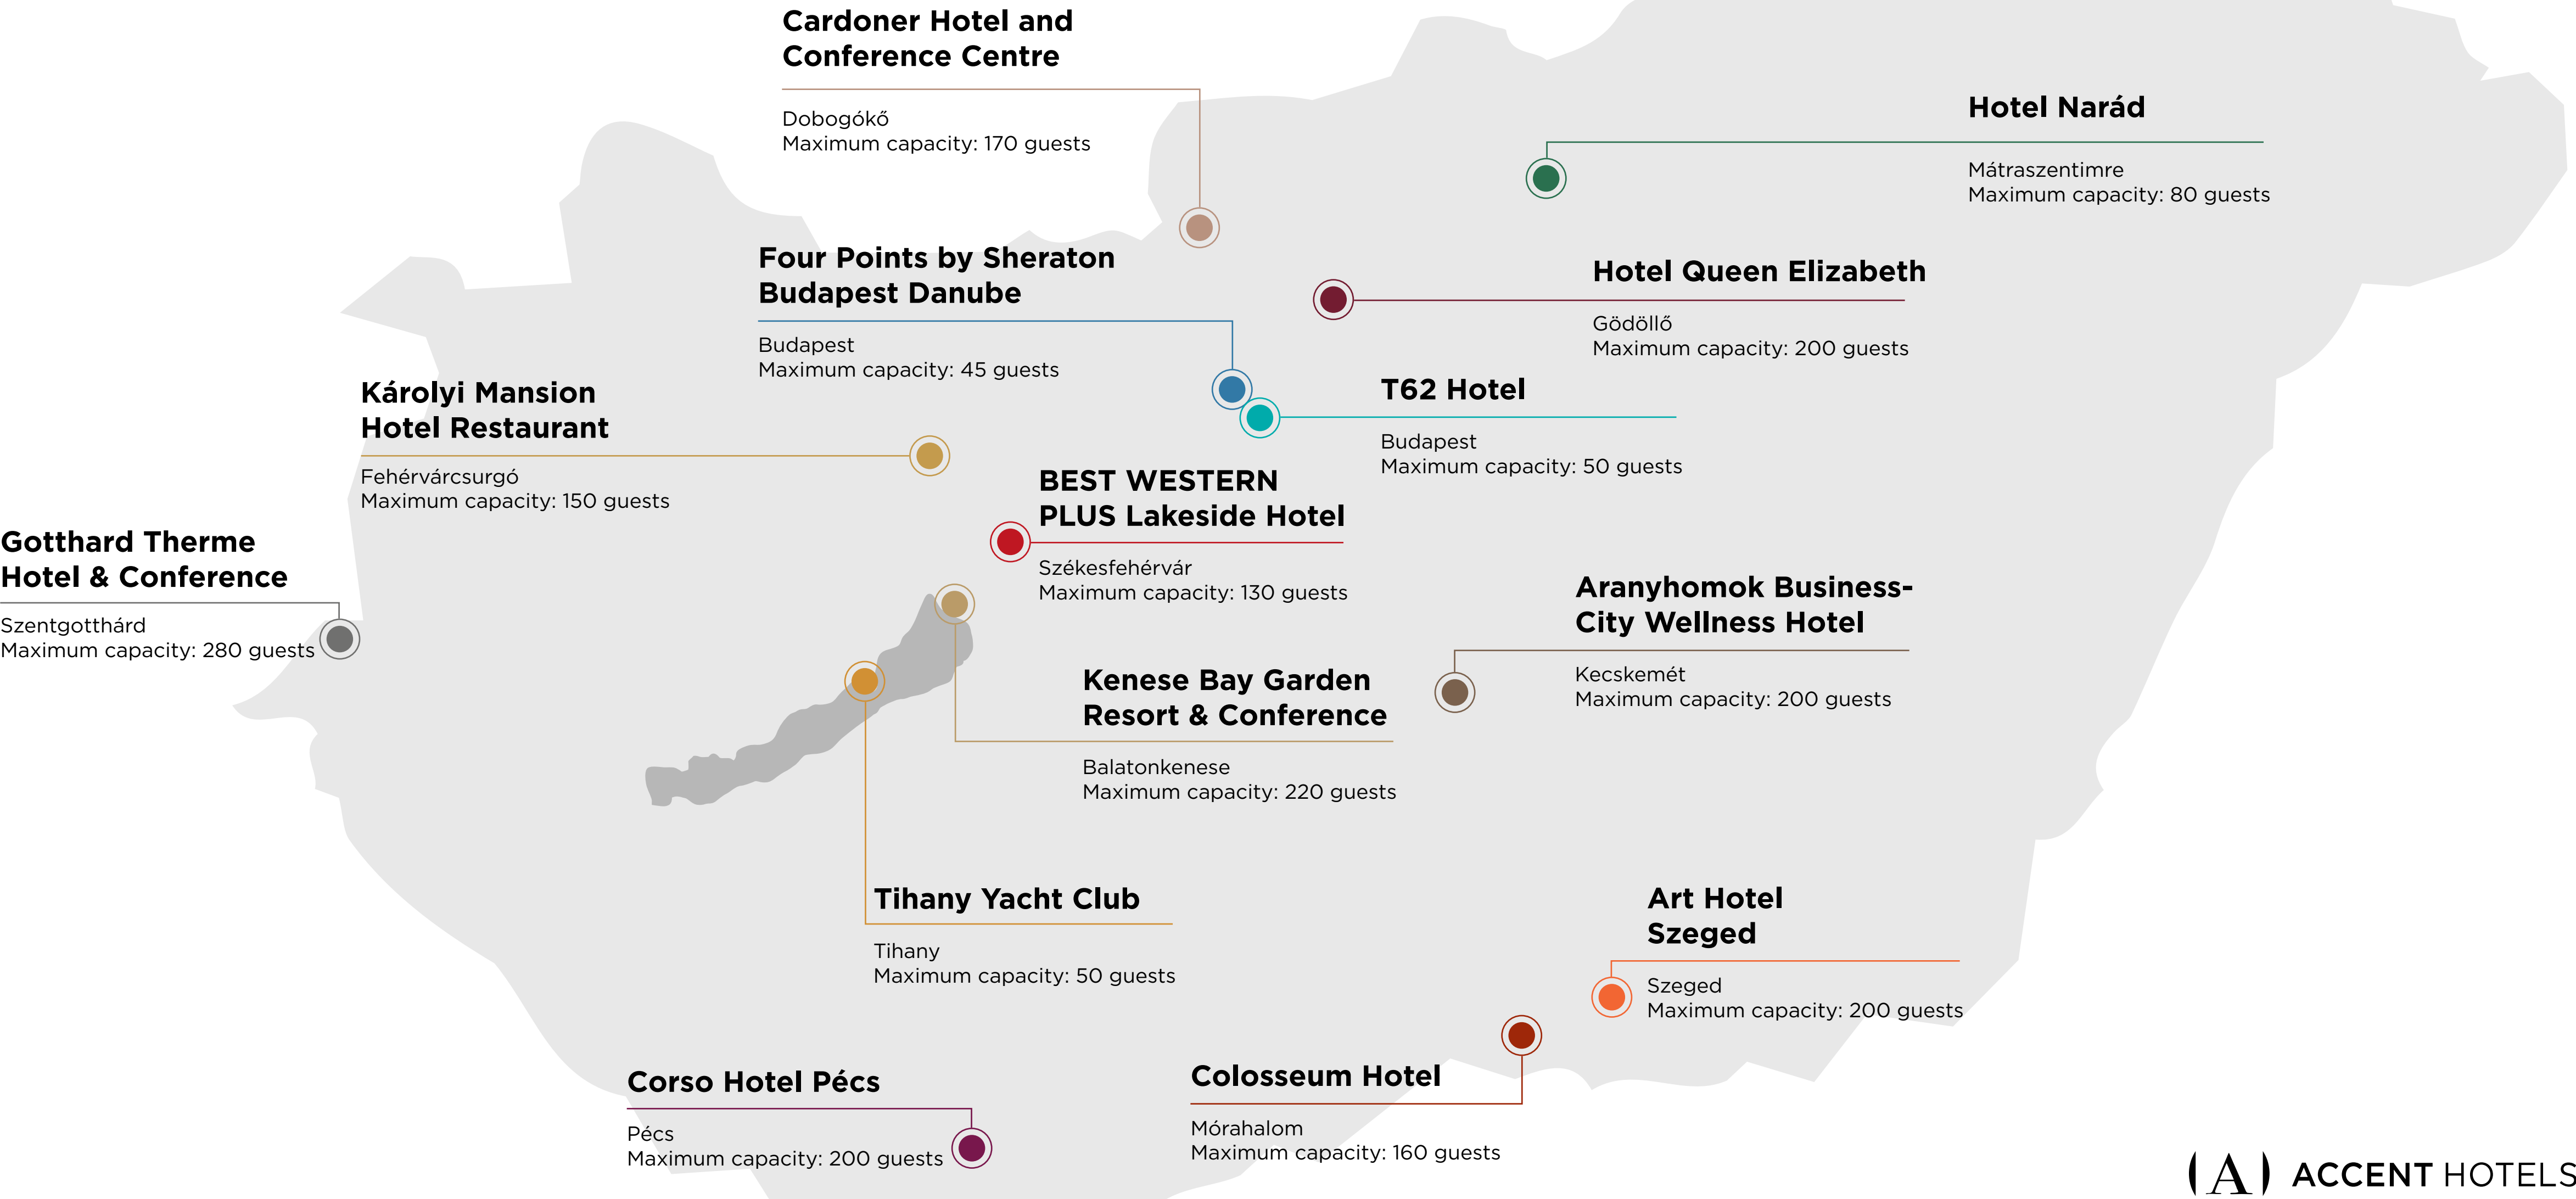 Cardoner Hotel and
Conference Centre
Dobogókő
Maximum capacity: 170 guests
Hotel Narád
Mátraszentimre
Maximum capacity: 80 guests
Four Points by Sheraton
Budapest Danube
Budapest
Maximum capacity: 45 guests
Hotel Queen Elizabeth
Gödöllő
Maximum capacity: 200 guests
Károlyi Mansion
Hotel Restaurant
Fehérvárcsurgó
Maximum capacity: 150 guests
T62 Hotel
Budapest
Maximum capacity: 50 guests
BEST WESTERN
PLUS Lakeside Hotel
Székesfehérvár
Maximum capacity: 130 guests
Gotthard Therme
Hotel & Conference
Szentgotthárd
Maximum capacity: 280 guests
Aranyhomok Business-
City Wellness Hotel
Kecskemét
Maximum capacity: 200 guests
Kenese Bay Garden
Resort & Conference
Balatonkenese
Maximum capacity: 220 guests
Tihany Yacht Club
Tihany
Maximum capacity: 50 guests
Art Hotel
Szeged
Szeged
Maximum capacity: 200 guests
Corso Hotel Pécs
Pécs
Maximum capacity: 200 guests
Colosseum Hotel
Mórahalom
Maximum capacity: 160 guests
(A) ACCENT HOTELS